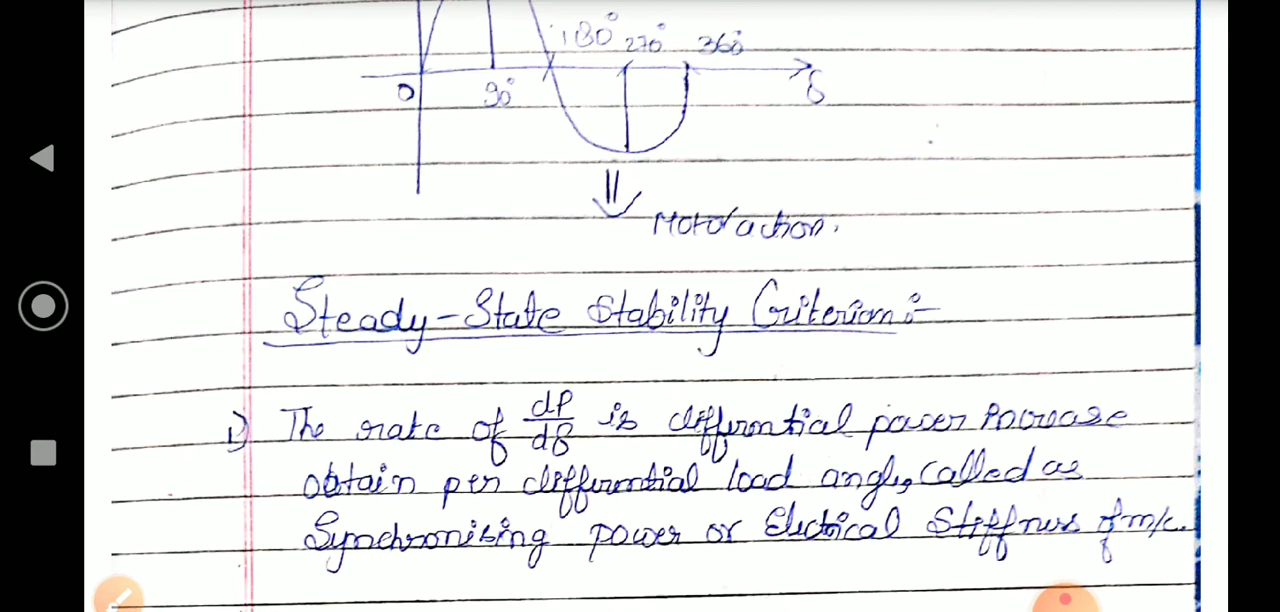 180° 270° 360°
0 90° δ
Motor action.
Steady-State Stability Criterion :-
1) The rate of dP/dδ is differential power increase
obtain per differential load angle, called as
Synchronising power or Electrical Stiffness of m/c.